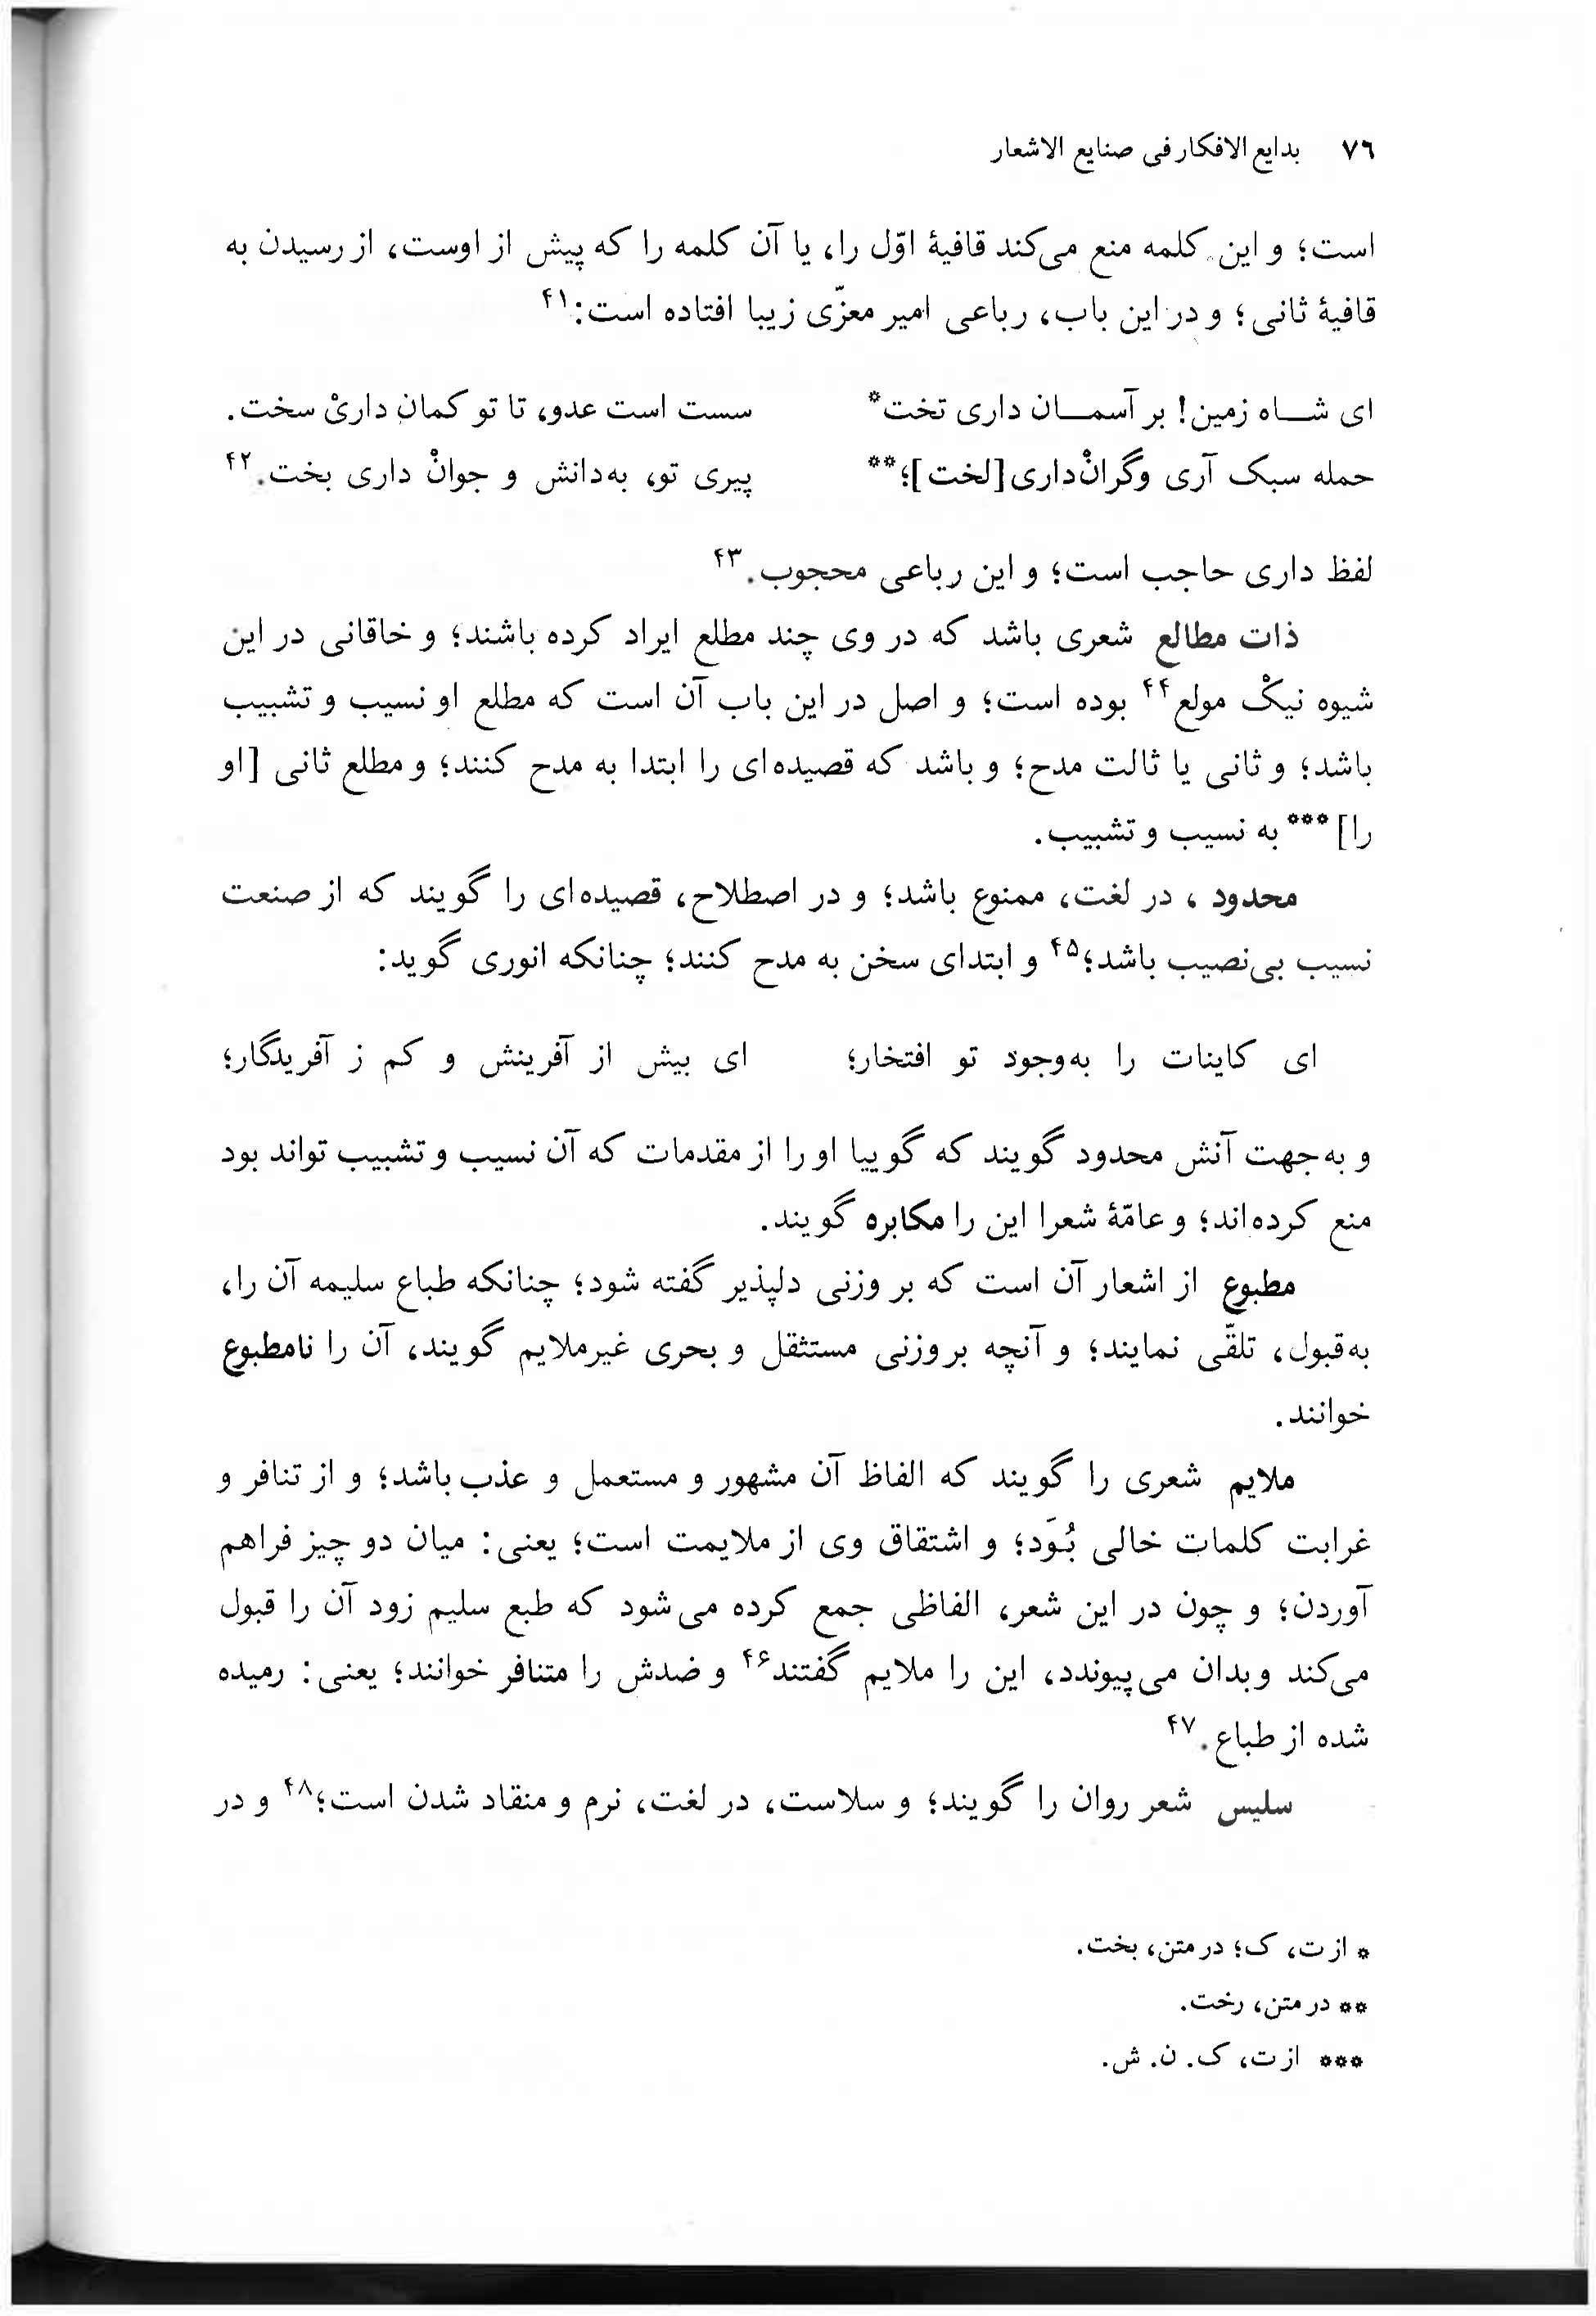 ۷۶ بدایع الافکار فی صنایع الاشعار
است؛ و این کلمه منع می‌کند قافیۀ اوّل را، یا آن کلمه را که پیش از اوست، از رسیدن به
قافیۀ ثانی؛ و در این باب، رباعی امیر معزّی زیبا افتاده است:۴۱
ای شـــاه زمین! بر آسمـــان داری تخت* سست است عدو، تا تو کمان داریْ سخت.
حمله سبک آری و گرانْ‌داری [لخت]؛** پیری تو، به‌دانش و جوانْ داری بخت.۴۲
لفظ داری حاجب است؛ و این رباعی محجوب.۴۳
ذات مطالع شعری باشد که در وی چند مطلع ایراد کرده باشند؛ و خاقانی در این
شیوه نیکْ مولع۴۴ بوده است؛ و اصل در این باب آن است که مطلع او نسیب و تشبیب
باشد؛ و ثانی یا ثالت مدح؛ و باشد که قصیده‌ای را ابتدا به مدح کنند؛ و مطلع ثانی [او
را]*** به نسیب و تشبیب.
محدود ، در لغت، ممنوع باشد؛ و در اصطلاح، قصیده‌ای را گویند که از صنعت
نسیب بی‌نصیب باشد؛۴۵ و ابتدای سخن به مدح کنند؛ چنانکه انوری گوید:
ای کاینات را به‌وجود تو افتخار؛ ای بیش از آفرینش و کم ز آفریدگار؛
و به‌جهت آنش محدود گویند که گوییا او را از مقدمات که آن نسیب و تشبیب تواند بود
منع کرده‌اند؛ و عامّۀ شعرا این را مکابره گویند.
مطبوع از اشعار آن است که بر وزنی دلپذیر گفته شود؛ چنانکه طباع سلیمه آن را،
به‌قبول، تلقّی نمایند؛ و آنچه بر وزنی مستثقل و بحری غیرملایم گویند، آن را نامطبوع
خوانند.
ملایم شعری را گویند که الفاظ آن مشهور و مستعمل و عذب باشد؛ و از تنافر و
غرابت کلمات خالی بُوَد؛ و اشتقاق وی از ملایمت است؛ یعنی: میان دو چیز فراهم
آوردن؛ و چون در این شعر، الفاظی جمع کرده می‌شود که طبع سلیم زود آن را قبول
می‌کند و بدان می‌پیوندد، این را ملایم گفتند۴۶ و ضدش را متنافر خوانند؛ یعنی: رمیده
شده از طباع.۴۷
سلیس شعر روان را گویند؛ و سلاست، در لغت، نرم و منقاد شدن است؛۴۸ و در
* از ت، ک؛ در متن، بخت.
** در متن، رخت.
*** از ت، ک. ن. ش.